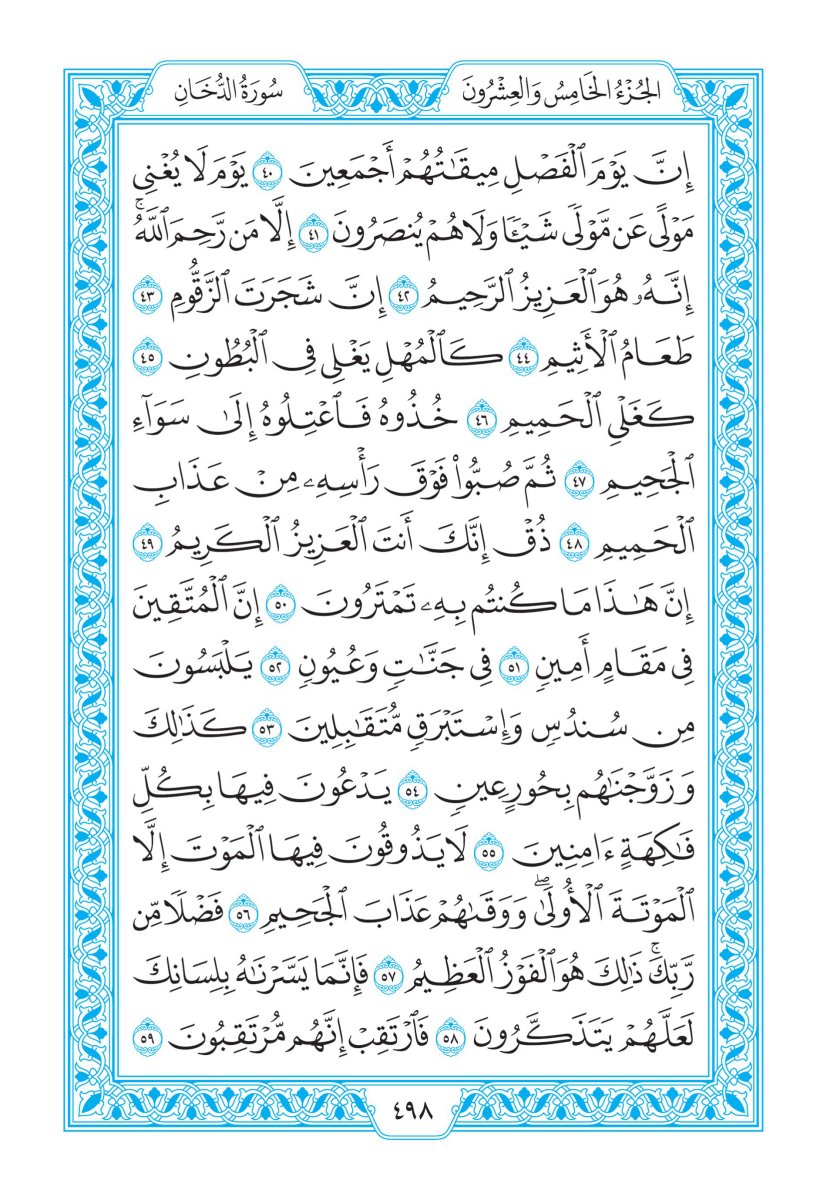 الجُزْءُ الخَامِسُ وَالعِشْرُونَ
سُورَةُ الدُّخَانِ
إِنَّ يَوْمَ ٱلْفَصْلِ مِيقَٰتُهُمْ أَجْمَعِينَ ٤٠ يَوْمَ لَا يُغْنِي
مَوْلًى عَن مَّوْلًى شَيْـًٔا وَلَا هُمْ يُنصَرُونَ ٤١ إِلَّا مَن رَّحِمَ ٱللَّهُۚ
إِنَّهُۥ هُوَ ٱلْعَزِيزُ ٱلرَّحِيمُ ٤٢ إِنَّ شَجَرَتَ ٱلزَّقُّومِ ٤٣
طَعَامُ ٱلْأَثِيمِ ٤٤ كَٱلْمُهْلِ يَغْلِي فِي ٱلْبُطُونِ ٤٥
كَغَلْيِ ٱلْحَمِيمِ ٤٦ خُذُوهُ فَٱعْتِلُوهُ إِلَىٰ سَوَآءِ
ٱلْجَحِيمِ ٤٧ ثُمَّ صُبُّوا۟ فَوْقَ رَأْسِهِۦ مِنْ عَذَابِ
ٱلْحَمِيمِ ٤٨ ذُقْ إِنَّكَ أَنتَ ٱلْعَزِيزُ ٱلْكَرِيمُ ٤٩
إِنَّ هَٰذَا مَا كُنتُم بِهِۦ تَمْتَرُونَ ٥٠ إِنَّ ٱلْمُتَّقِينَ
فِي مَقَامٍ أَمِينٍ ٥١ فِي جَنَّٰتٍ وَعُيُونٍ ٥٢ يَلْبَسُونَ
مِن سُندُسٍ وَإِسْتَبْرَقٍ مُّتَقَٰبِلِينَ ٥٣ كَذَٰلِكَ
وَزَوَّجْنَٰهُم بِحُورٍ عِينٍ ٥٤ يَدْعُونَ فِيهَا بِكُلِّ
فَٰكِهَةٍ ءَامِنِينَ ٥٥ لَا يَذُوقُونَ فِيهَا ٱلْمَوْتَ إِلَّا
ٱلْمَوْتَةَ ٱلْأُولَىٰۖ وَوَقَىٰهُمْ عَذَابَ ٱلْجَحِيمِ ٥٦ فَضْلًا مِّن
رَّبِّكَۚ ذَٰلِكَ هُوَ ٱلْفَوْزُ ٱلْعَظِيمُ ٥٧ فَإِنَّمَا يَسَّرْنَٰهُ بِلِسَانِكَ
لَعَلَّهُمْ يَتَذَكَّرُونَ ٥٨ فَٱرْتَقِبْ إِنَّهُم مُّرْتَقِبُونَ ٥٩
٤٩٨